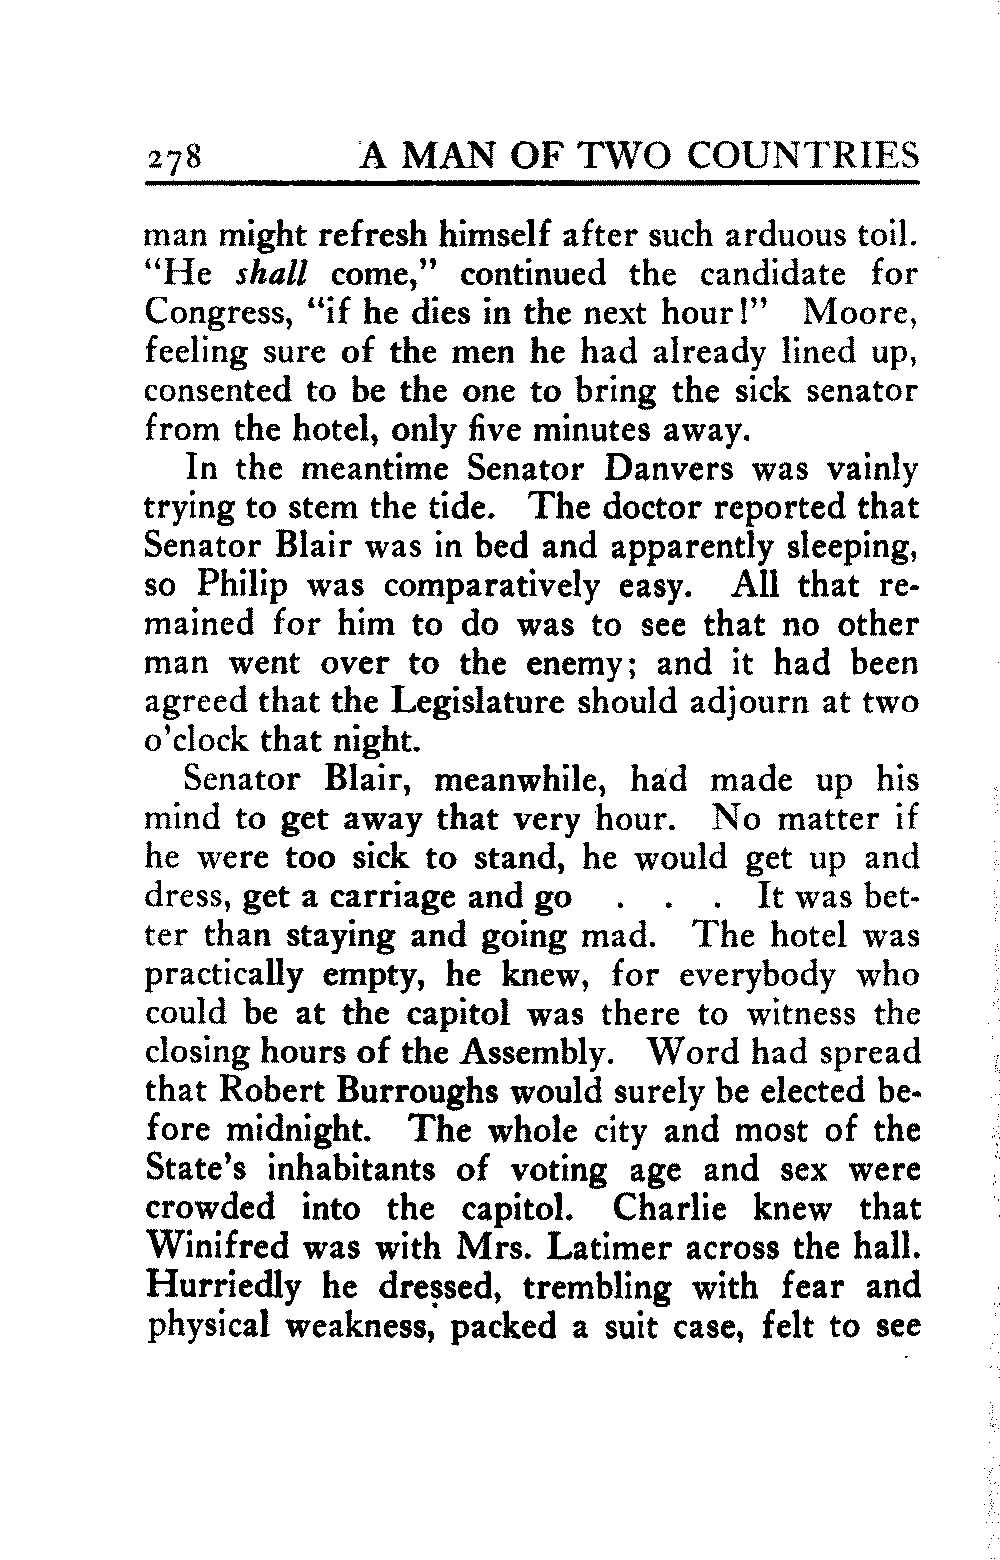 278 A MAN OF TWO COUNTRIES
man might refresh himself after such arduous toil.
“He shall come,” continued the candidate for
Congress, “if he dies in the next hour!” Moore,
feeling sure of the men he had already lined up,
consented to be the one to bring the sick senator
from the hotel, only five minutes away.
In the meantime Senator Danvers was vainly
trying to stem the tide. The doctor reported that
Senator Blair was in bed and apparently sleeping,
so Philip was comparatively easy. All that re-
mained for him to do was to see that no other
man went over to the enemy; and it had been
agreed that the Legislature should adjourn at two
o’clock that night.
Senator Blair, meanwhile, had made up his
mind to get away that very hour. No matter if
he were too sick to stand, he would get up and
dress, get a carriage and go . . . It was bet-
ter than staying and going mad. The hotel was
practically empty, he knew, for everybody who
could be at the capitol was there to witness the
closing hours of the Assembly. Word had spread
that Robert Burroughs would surely be elected be-
fore midnight. The whole city and most of the
State’s inhabitants of voting age and sex were
crowded into the capitol. Charlie knew that
Winifred was with Mrs. Latimer across the hall.
Hurriedly he dressed, trembling with fear and
physical weakness, packed a suit case, felt to see